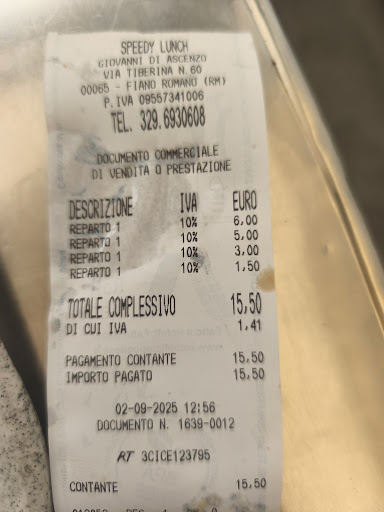 SPEEDY LUNCH
GIOVANNI DI ASCENZO
VIA TIBERINA N.60
00065 - FIANO ROMANO (RM)
P.IVA 09557341006
TEL. 329.6930608
DOCUMENTO COMMERCIALE
DI VENDITA O PRESTAZIONE
DESCRIZIONE IVA EURO
REPARTO 1 10% 6,00
REPARTO 1 10% 5,00
REPARTO 1 10% 3,00
REPARTO 1 10% 1,50
TOTALE COMPLESSIVO 15,50
DI CUI IVA 1,41
PAGAMENTO CONTANTE 15,50
IMPORTO PAGATO 15,50
02-09-2025 12:56
DOCUMENTO N. 1639-0012
RT 3CICE123795
CONTANTE 15,50